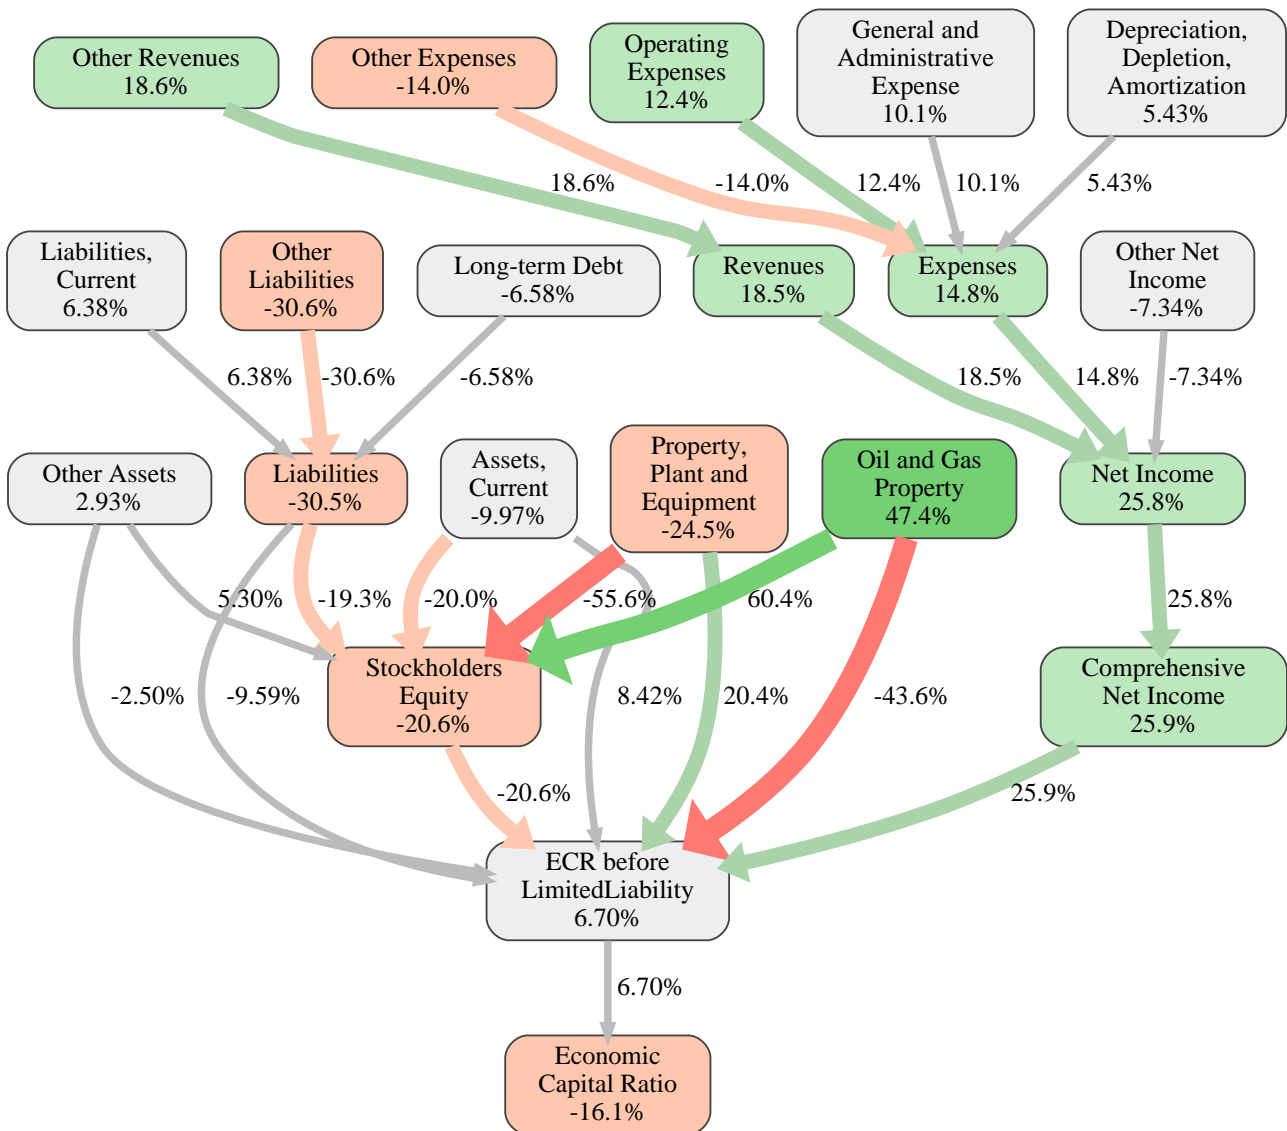 Other Revenues
18.6%
Other Expenses
-14.0%
Operating
Expenses
12.4%
General and
Administrative
Expense
10.1%
Depreciation,
Depletion,
Amortization
5.43%
18.6%
-14.0%
12.4%
10.1%
5.43%
Liabilities,
Current
6.38%
Other
Liabilities
-30.6%
Long-term Debt
-6.58%
Revenues
18.5%
Expenses
14.8%
Other Net
Income
-7.34%
6.38%
-30.6%
-6.58%
18.5%
14.8%
-7.34%
Other Assets
2.93%
Liabilities
-30.5%
Assets,
Current
-9.97%
Property,
Plant and
Equipment
-24.5%
Oil and Gas
Property
47.4%
Net Income
25.8%
5.30%
-19.3%
-20.0%
-55.6%
60.4%
25.8%
-2.50%
-9.59%
Stockholders
Equity
-20.6%
8.42%
20.4%
-43.6%
Comprehensive
Net Income
25.9%
-20.6%
25.9%
ECR before
LimitedLiability
6.70%
6.70%
Economic
Capital Ratio
-16.1%